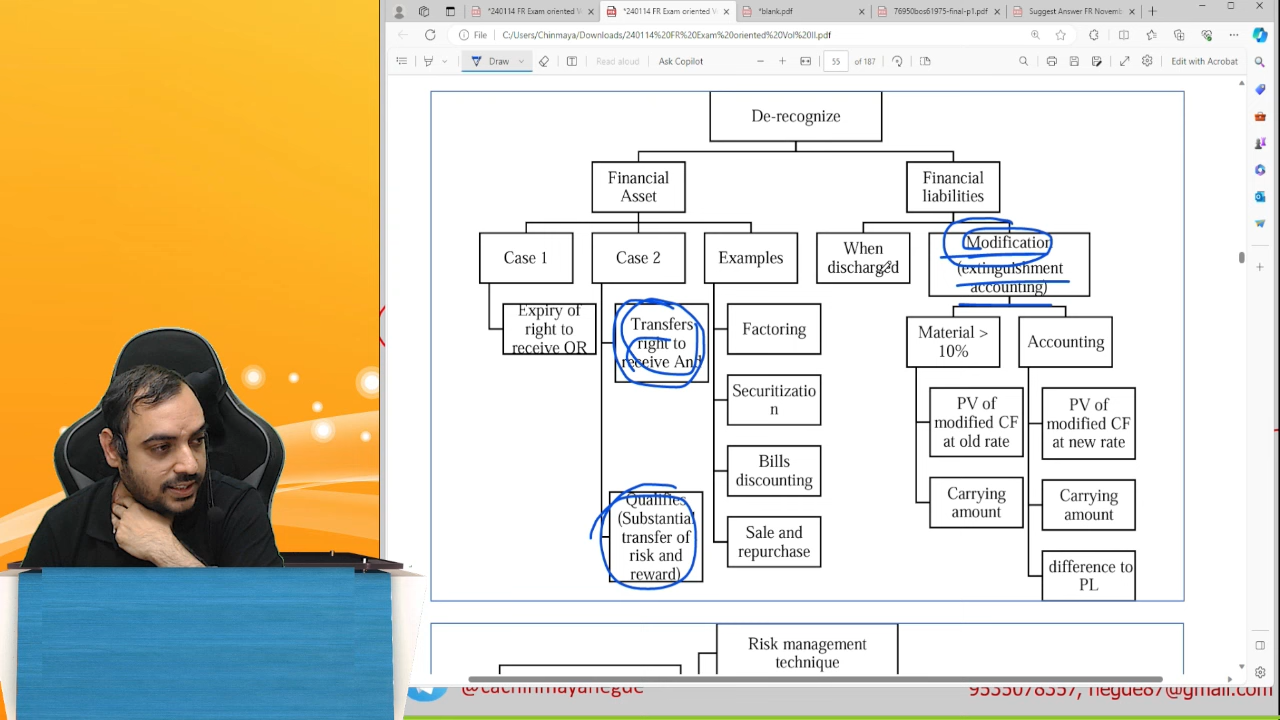 *240114 FR Exam oriented V
*240114 FR Exam oriented V
*blank.pdf
76950bos61975-final-p1.pdf
Suggest Answer FR Novemb
File
C:/Users/Chinmaya/Downloads/240114%20FR%20Exam%20oriented%20Vol%20II.pdf
Draw
Read aloud
Ask Copilot
55
of 187
Edit with Acrobat
De-recognize
Financial
Asset
Financial
liabilities
Case 1
Case 2
Examples
When
discharged
Modification
(extinguishment
accounting)
Expiry of
right to
receive OR
Transfers
right to
receive And
Factoring
Material >
10%
Accounting
Securitizatio
n
PV of
modified CF
at old rate
PV of
modified CF
at new rate
Bills
discounting
Carrying
amount
Carrying
amount
Qualifies
(Substantial
transfer of
risk and
reward)
Sale and
repurchase
difference to
PL
Risk management
technique
@cachinmayahegde
9535078357, hegde87@gmail.com